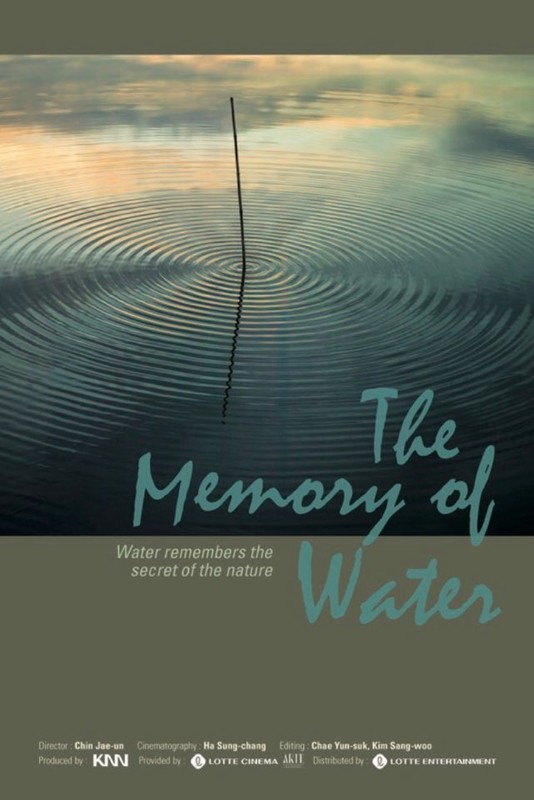 The
Memory of
Water
Water remembers the
secret of the nature
Director : Chin Jae-un Cinematography : Ha Sung-chang Editing : Chae Yun-suk, Kim Sang-woo
Produced by : KNN Provided by : LOTTE CINEMA ARTE Distributed by : LOTTE ENTERTAINMENT